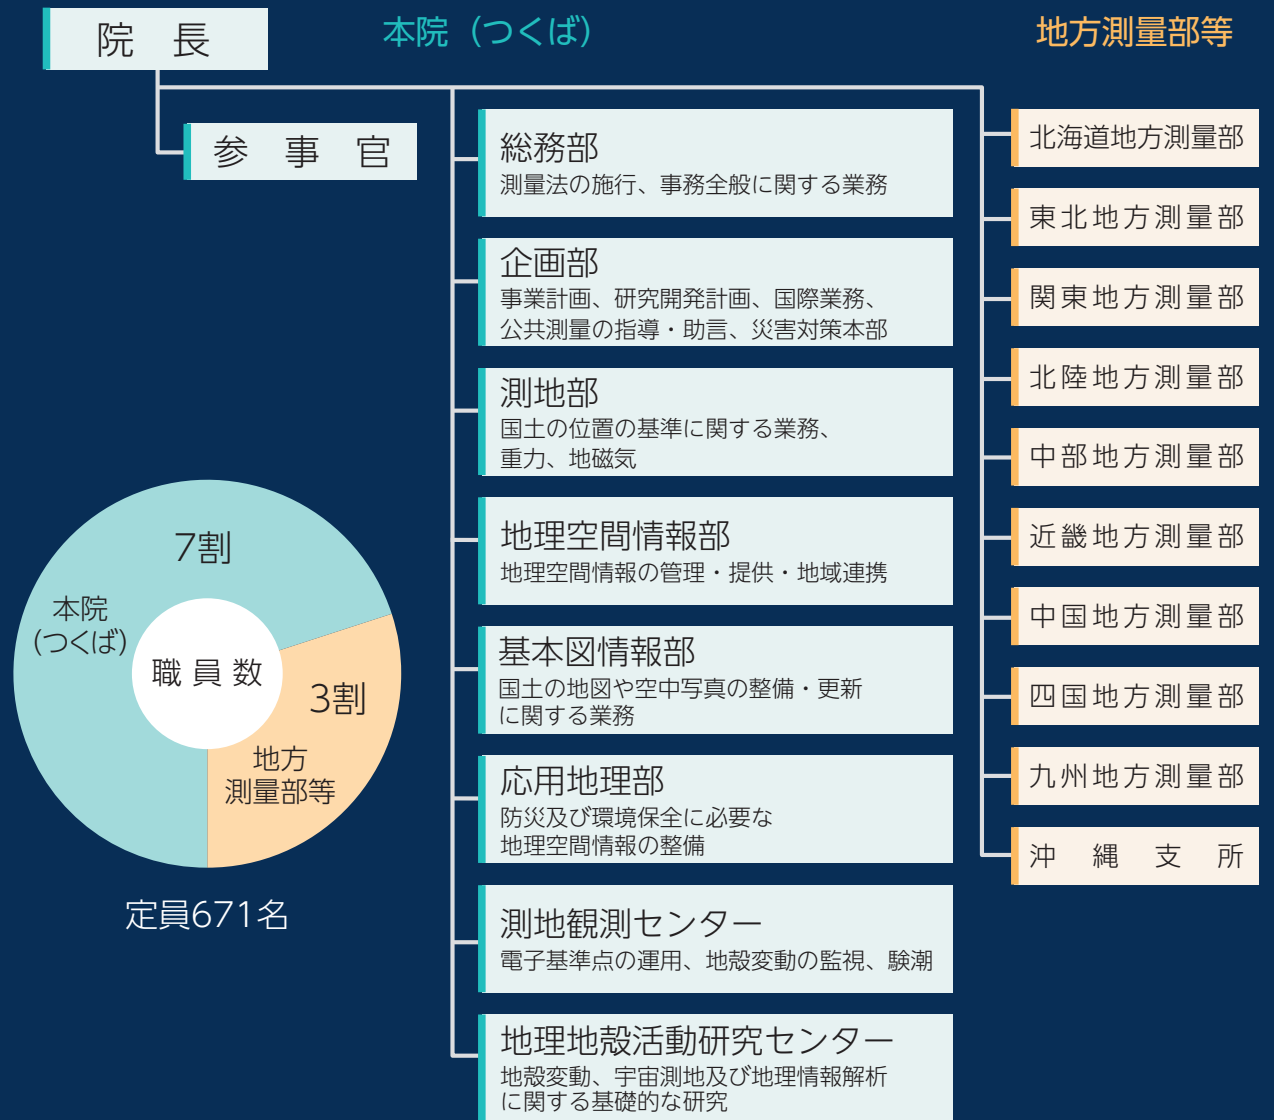 院長
本院（つくば）
地方測量部等
参事官
総務部
測量法の施行、事務全般に関する業務
企画部
事業計画、研究開発計画、国際業務、
公共測量の指導・助言、災害対策本部
測地部
国土の位置の基準に関する業務、
重力、地磁気
地理空間情報部
地理空間情報の管理・提供・地域連携
基本図情報部
国土の地図や空中写真の整備・更新
に関する業務
応用地理部
防災及び環境保全に必要な
地理空間情報の整備
測地観測センター
電子基準点の運用、地殻変動の監視、験潮
地理地殻活動研究センター
地殻変動、宇宙測地及び地理情報解析
に関する基礎的な研究
北海道地方測量部
東北地方測量部
関東地方測量部
北陸地方測量部
中部地方測量部
近畿地方測量部
中国地方測量部
四国地方測量部
九州地方測量部
沖縄支所
7割
本院
（つくば）
職員数
3割
地方
測量部等
定員671名